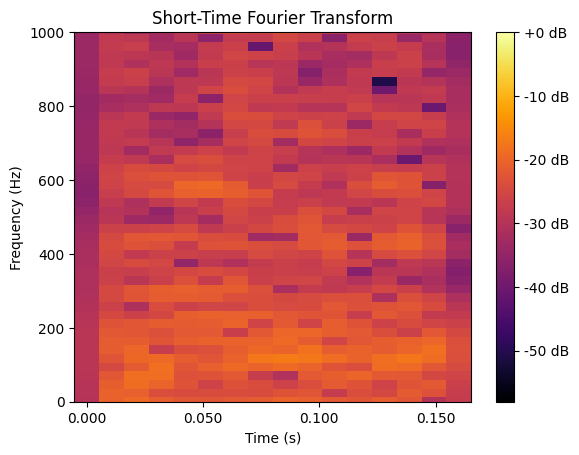 Short-Time Fourier Transform
1000
800
600
400
200
0
Frequency (Hz)
0.000
0.050
0.100
0.150
Time (s)
+0 dB
-10 dB
-20 dB
-30 dB
-40 dB
-50 dB